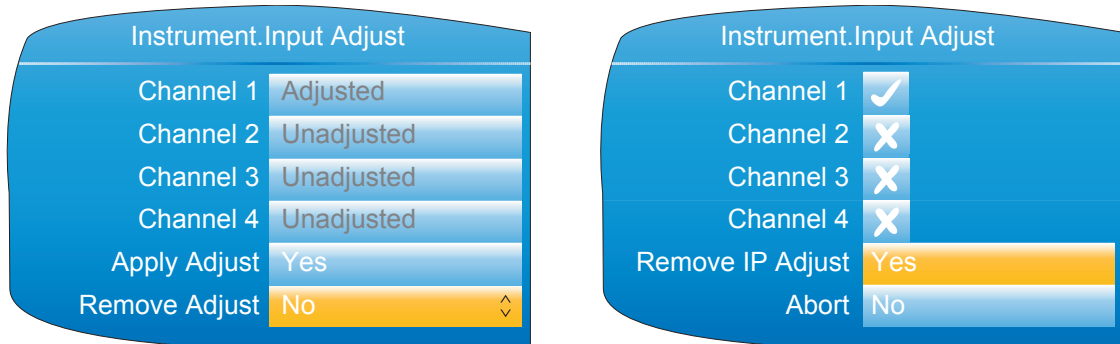 Instrument.Input Adjust
Channel 1 Adjusted
Channel 2 Unadjusted
Channel 3 Unadjusted
Channel 4 Unadjusted
Apply Adjust Yes
Remove Adjust No
Instrument.Input Adjust
Channel 1
Channel 2
Channel 3
Channel 4
Remove IP Adjust Yes
Abort No